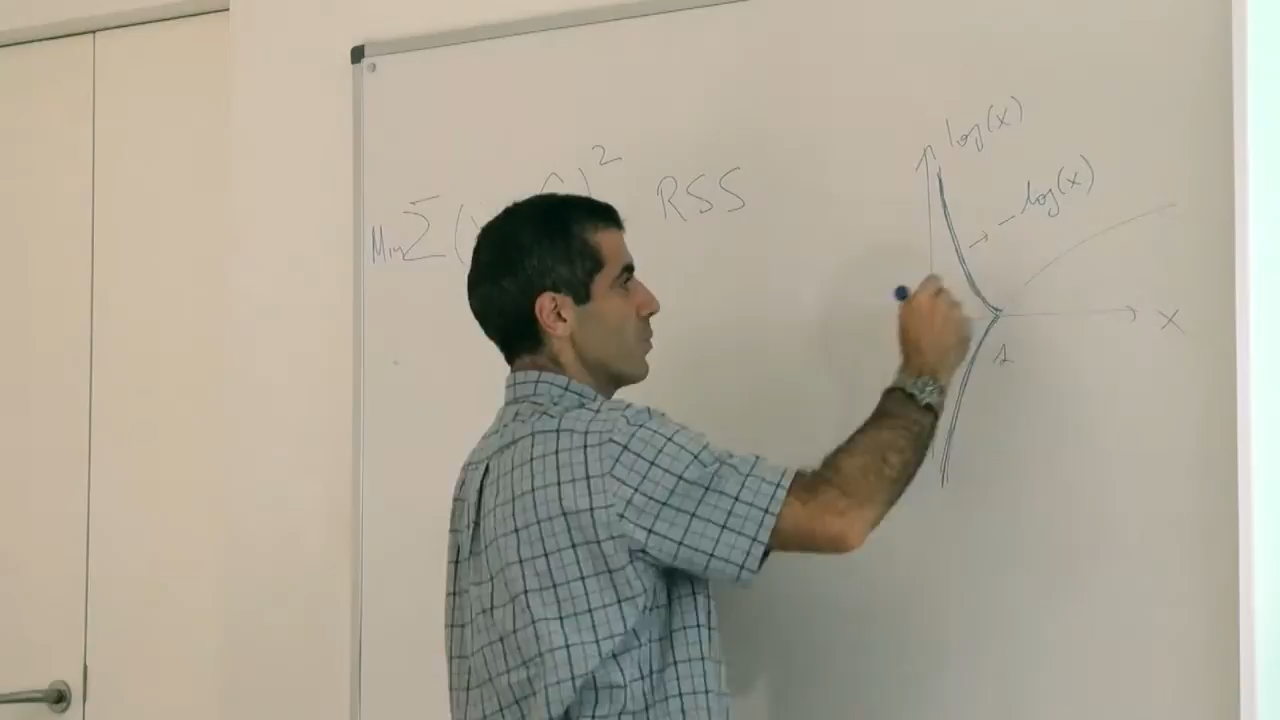 Min Σ ( )² RSS
log(x)
→ - log(x)
x
1